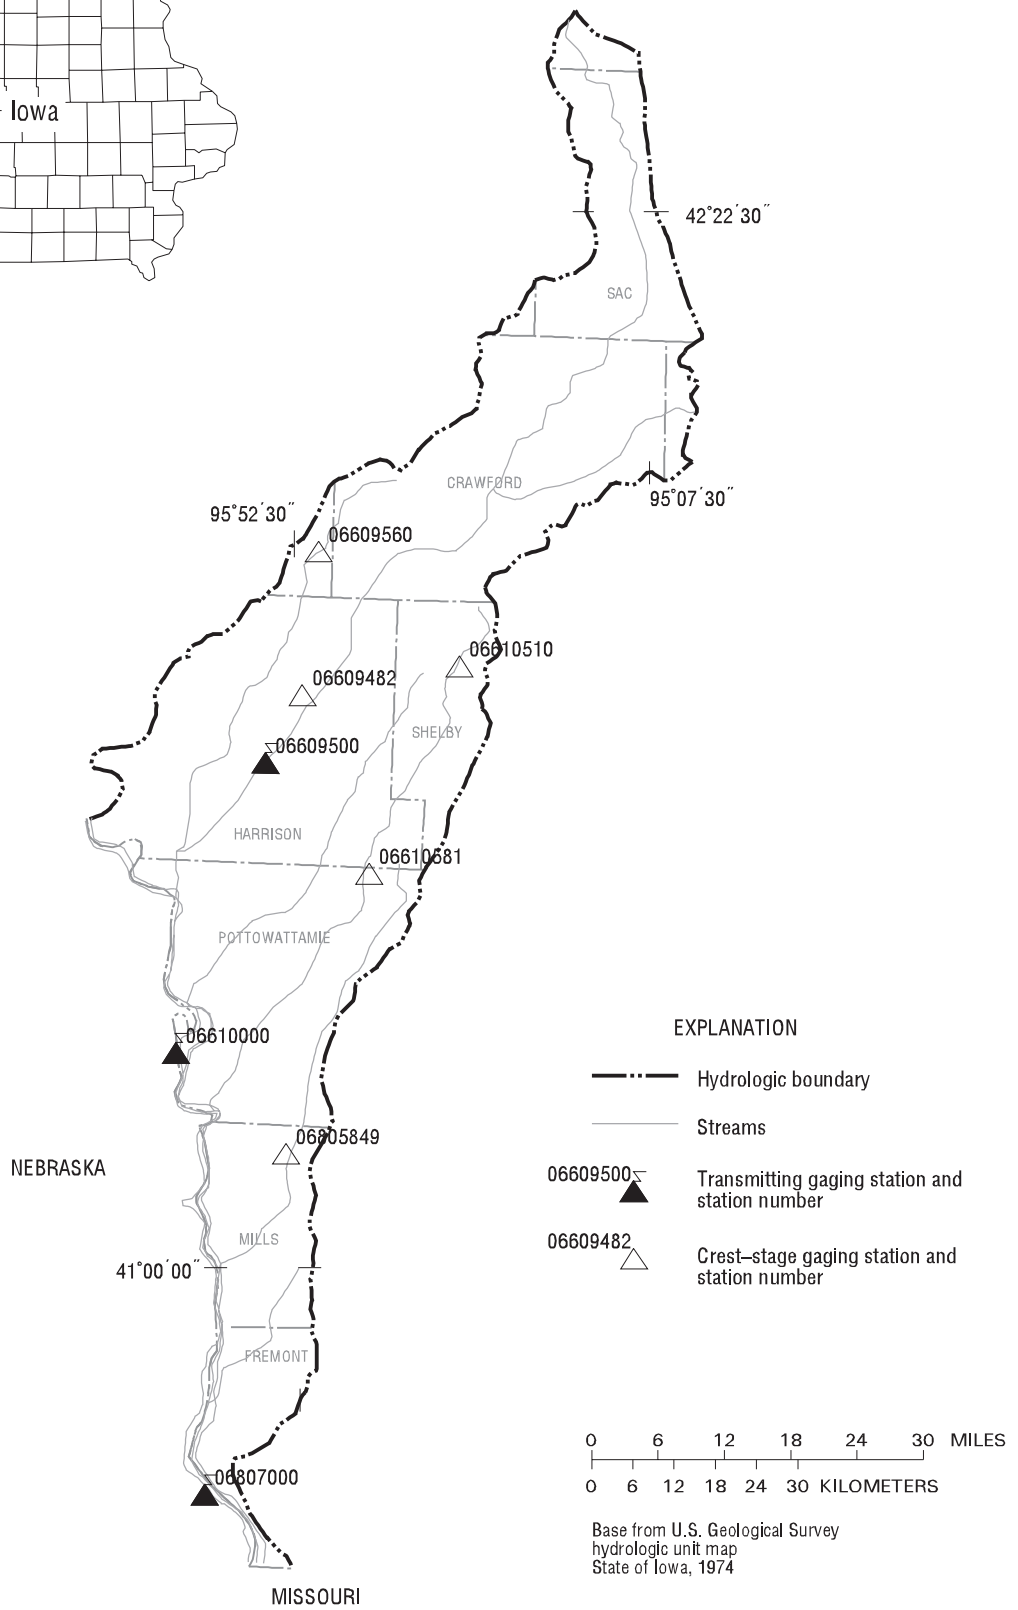 Iowa
42°22′30″
SAC
CRAWFORD
95°07′30″
95°52′30″
06609560
06610510
06609482
SHELBY
06609500
HARRISON
06610681
POTTOWATTAMIE
06610000
EXPLANATION
Hydrologic boundary
Streams
06805849
NEBRASKA
06609500
Transmitting gaging station and
station number
MILLS
06609482
Crest–stage gaging station and
station number
41°00′00″
FREMONT
0 6 12 18 24 30 MILES
0 6 12 18 24 30 KILOMETERS
06807000
Base from U.S. Geological Survey
hydrologic unit map
State of Iowa, 1974
MISSOURI